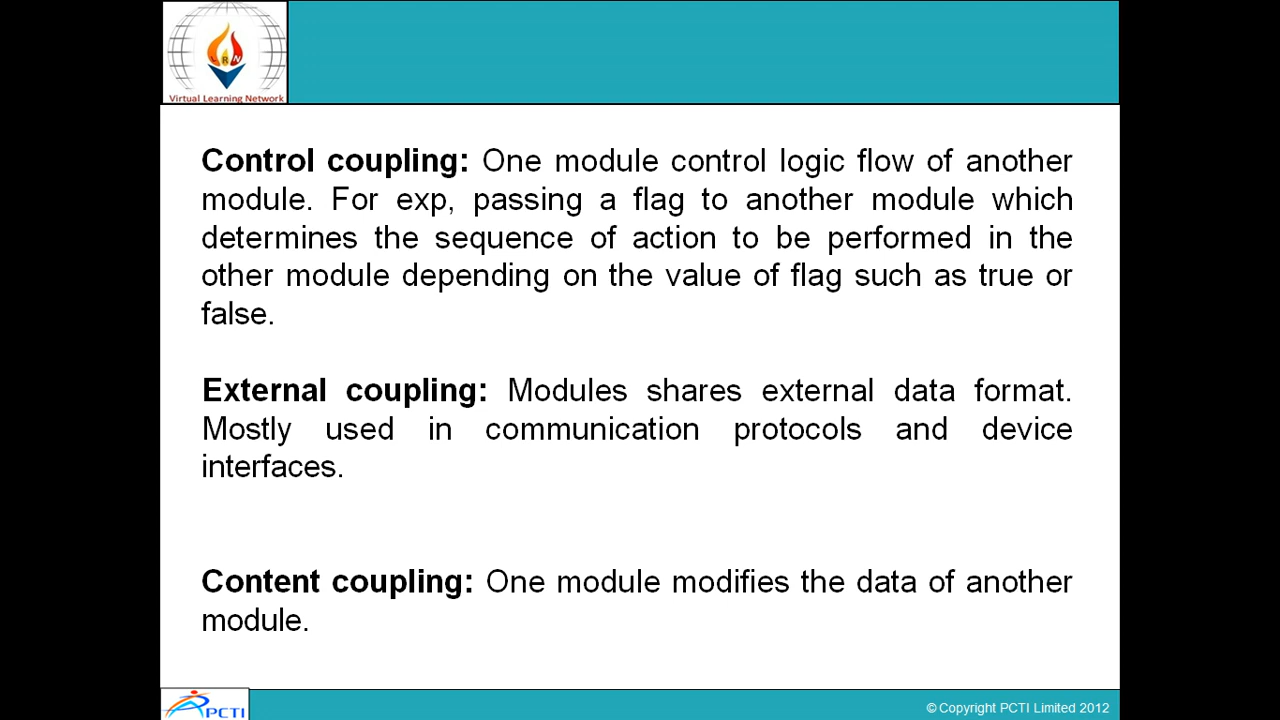 LRN
Virtual Learning Network
Control coupling: One module control logic flow of another
module. For exp, passing a flag to another module which
determines the sequence of action to be performed in the
other module depending on the value of flag such as true or
false.
External coupling: Modules shares external data format.
Mostly used in communication protocols and device
interfaces.
Content coupling: One module modifies the data of another
module.
PCTI
© Copyright PCTI Limited 2012